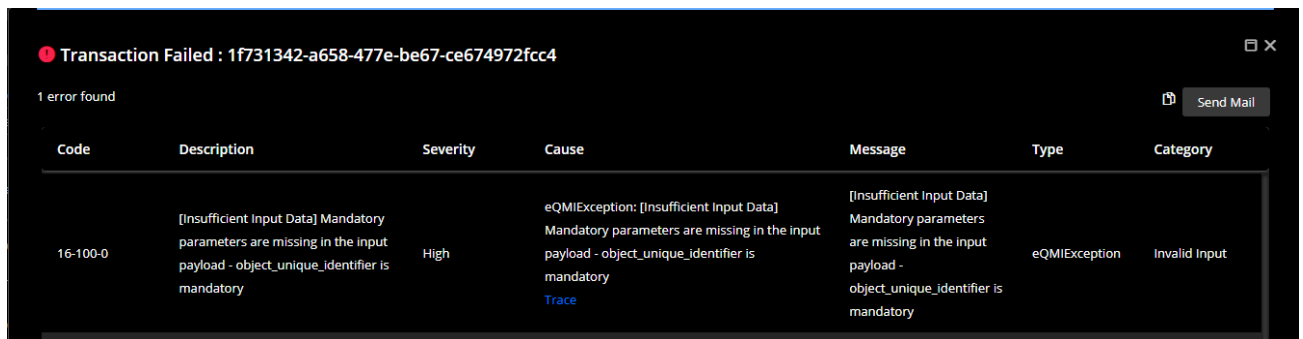 Transaction Failed : 1f731342-a658-477e-be67-ce674972fcc4
1 error found
Send Mail
Code Description Severity Cause Message Type Category
16-100-0
[Insufficient Input Data] Mandatory
parameters are missing in the input
payload - object_unique_identifier is
mandatory
High
eQMIException: [Insufficient Input Data]
Mandatory parameters are missing in the input
payload - object_unique_identifier is
mandatory
Trace
[Insufficient Input Data]
Mandatory parameters
are missing in the input
payload -
object_unique_identifier is
mandatory
eQMIException
Invalid Input